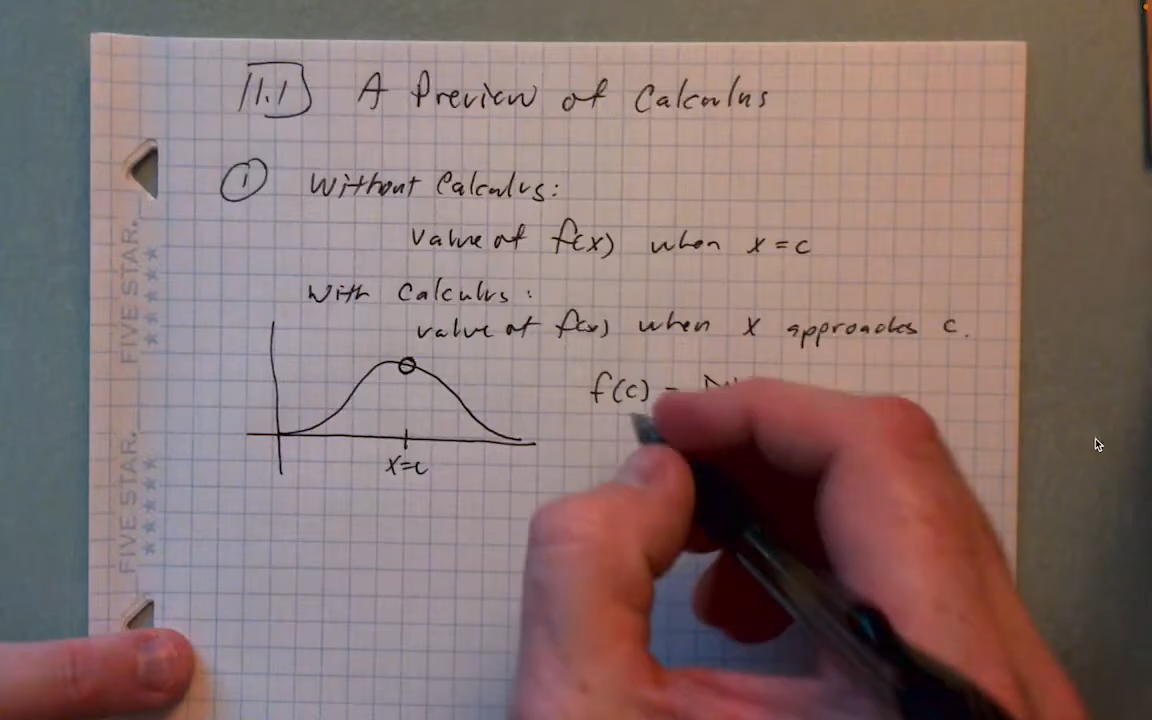 11.1 A Preview of Calculus
① Without Calculus:
value of f(x) when x = c
With Calculus:
value of f(x) when x approaches c.
f(c) =
x=c
FIVE STAR.
FIVE STAR.